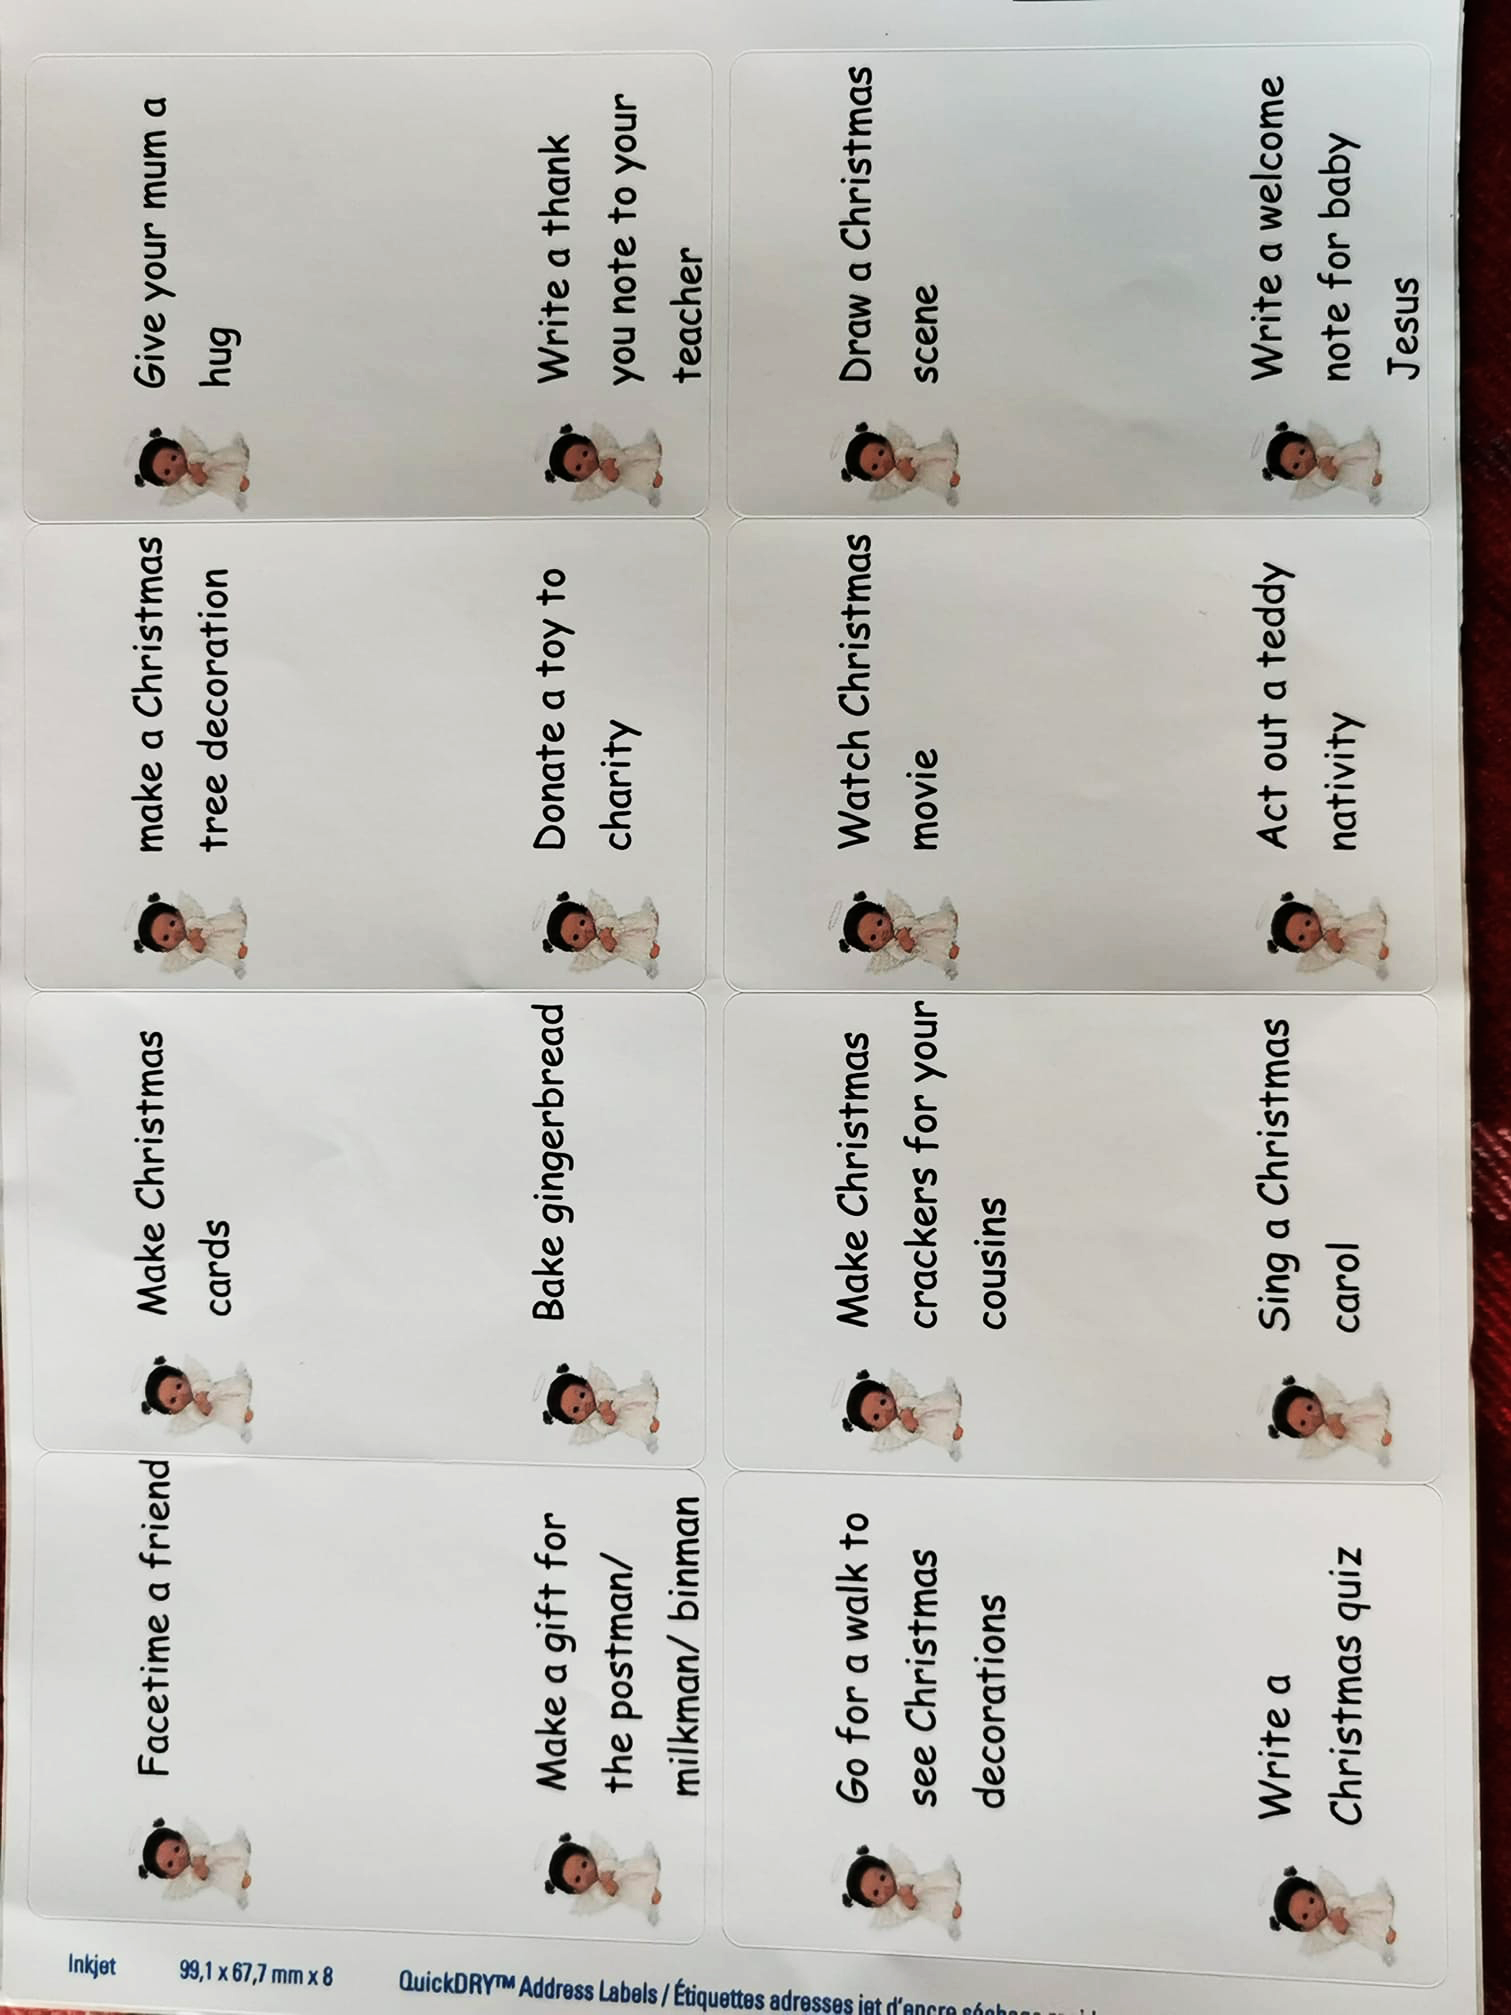 Facetime a friend
Make Christmas
cards
make a Christmas
tree decoration
Give your mum a
hug
Make a gift for
the postman/
milkman/ binman
Bake gingerbread
Donate a toy to
charity
Write a thank
you note to your
teacher
Go for a walk to
see Christmas
decorations
Make Christmas
crackers for your
cousins
Watch Christmas
movie
Draw a Christmas
scene
Write a
Christmas quiz
Sing a Christmas
carol
Act out a teddy
nativity
Write a welcome
note for baby
Jesus
Inkjet 99,1 x 67,7 mm x 8 QuickDRY™ Address Labels / Étiquettes adresses jet d'encre